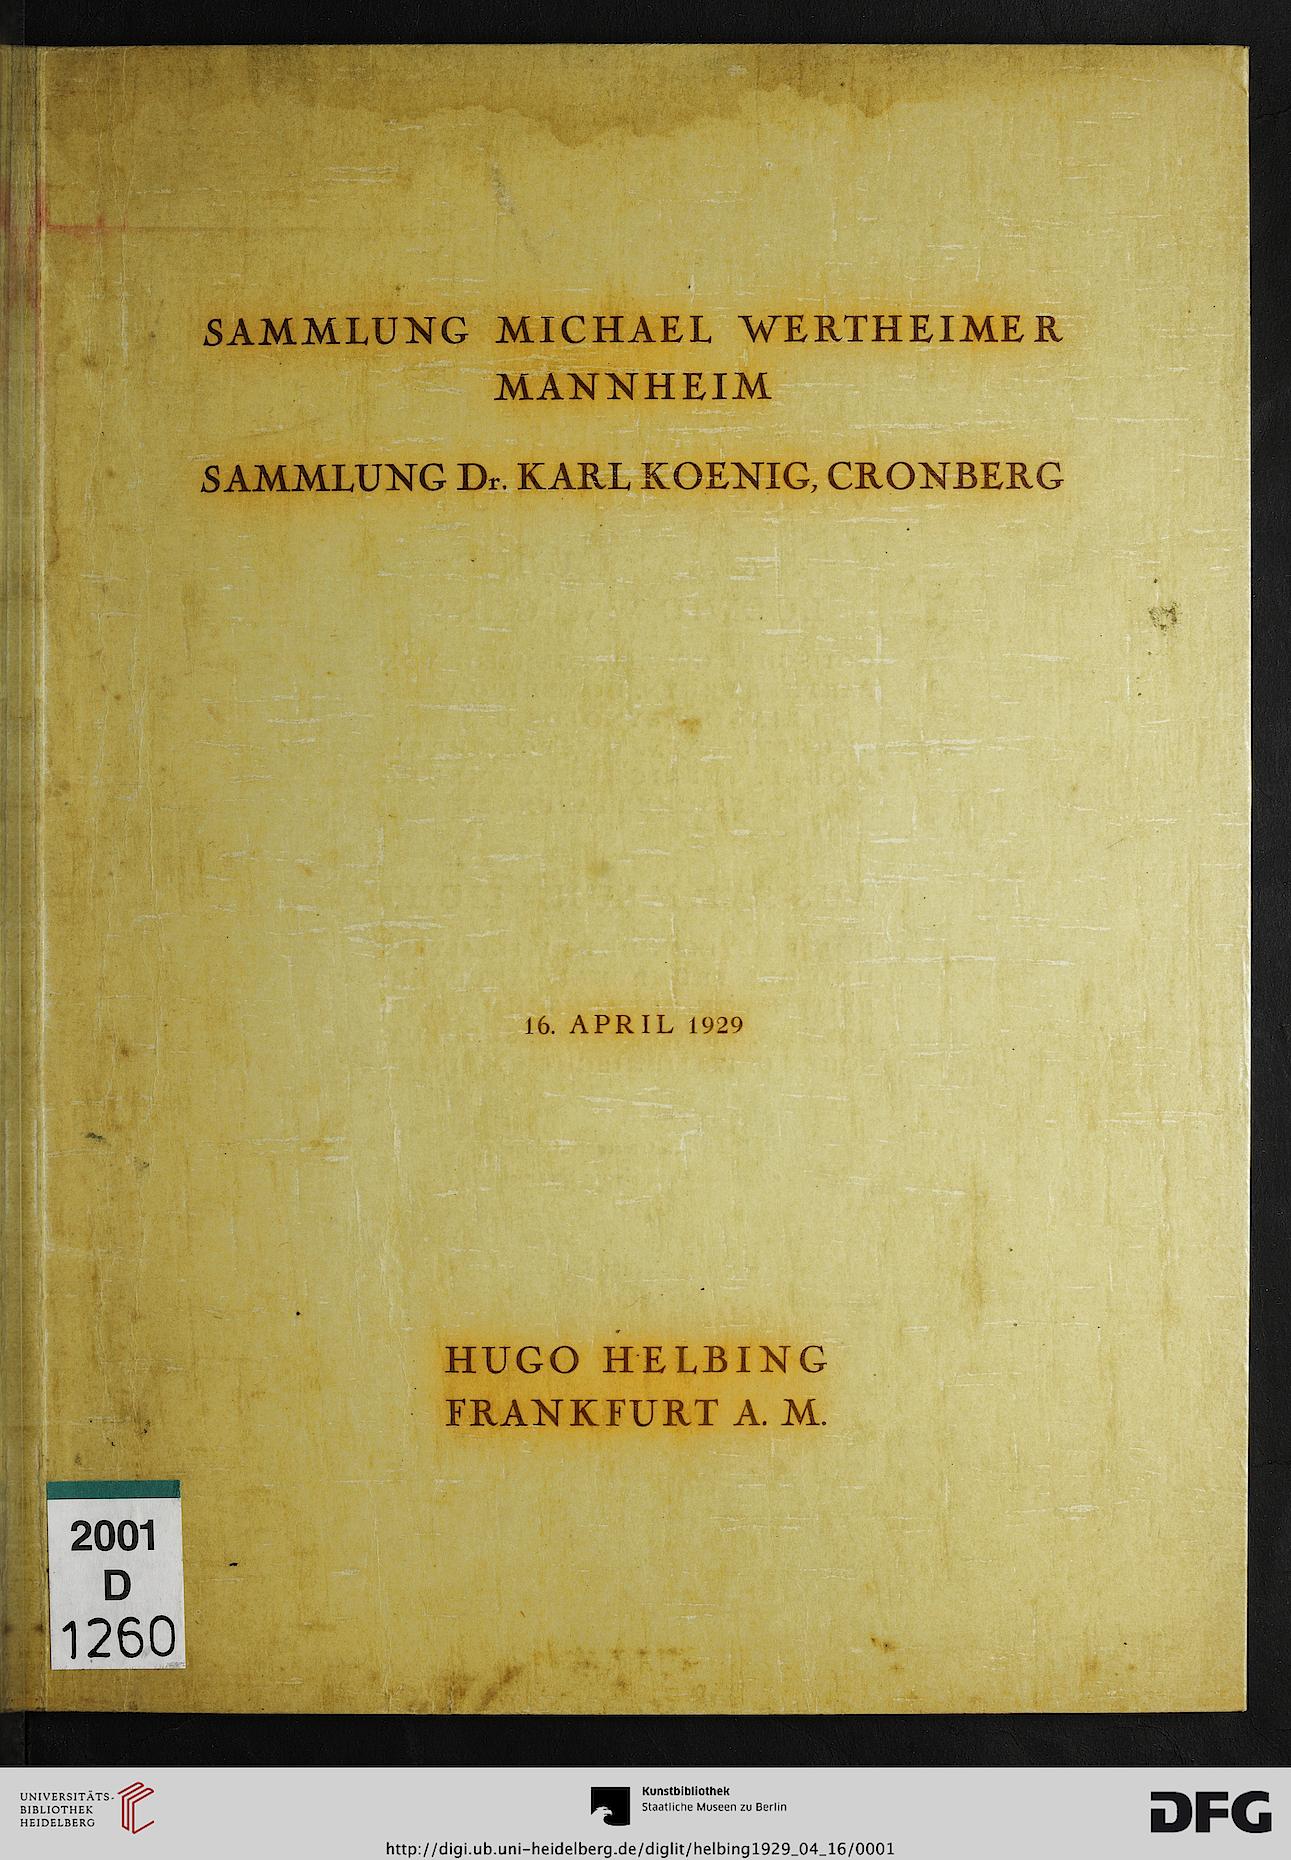 SAMMLUNG MICHAEL WERTHEIMER
MANNHEIM
SAMMLUNG Dr. KARL KOENIG, CRONBERG
16. APRIL 1929
HUGO HELBING
FRANKFURT A. M.
2001
D
1260
UNIVERSITÄTS-
BIBLIOTHEK
HEIDELBERG
Kunstbibliothek
Staatliche Museen zu Berlin
DFG
http://digi.ub.uni-heidelberg.de/diglit/helbing1929_04_16/0001